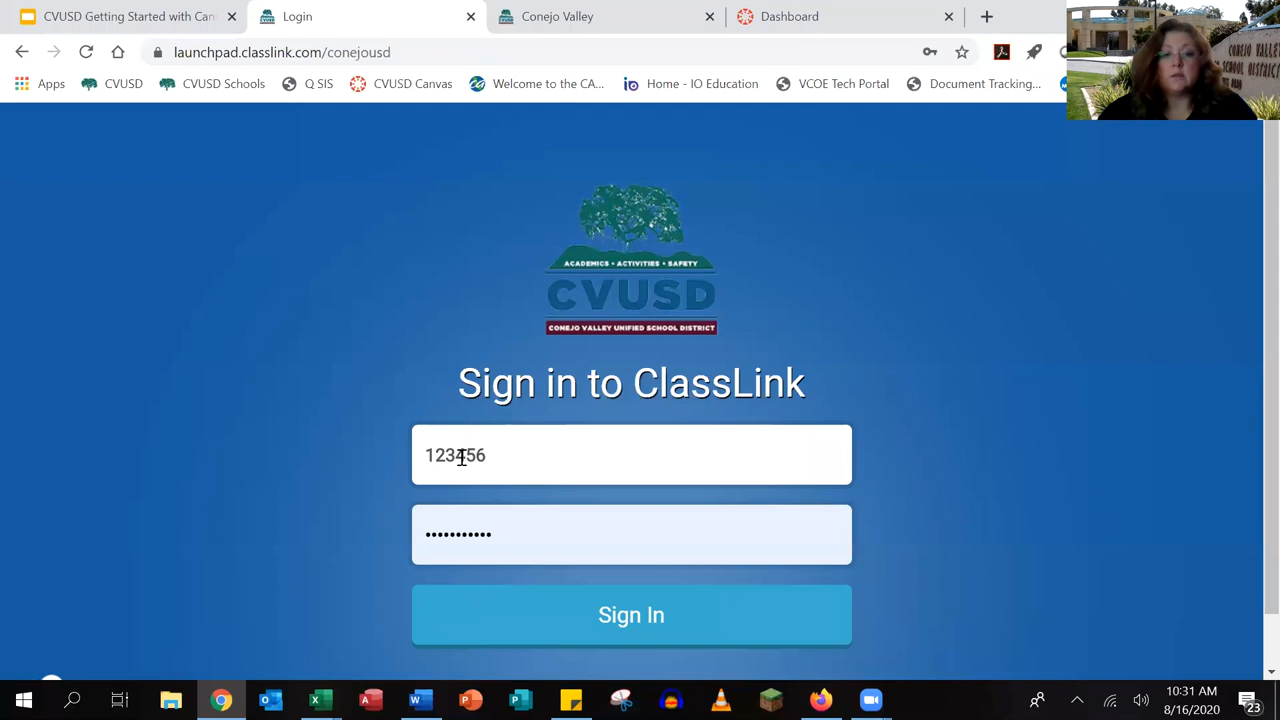 CVUSD Getting Started with Can
Login
Conejo Valley
Dashboard
launchpad.classlink.com/conejousd
Apps
CVUSD
CVUSD Schools
Q SIS
CVUSD Canvas
Welcome to the CA...
Home - IO Education
VCOE Tech Portal
Document Tracking...
ACADEMICS • ACTIVITIES • SAFETY
CVUSD
CONEJO VALLEY UNIFIED SCHOOL DISTRICT
Sign in to ClassLink
123456
•••••••••••
Sign In
10:31 AM
8/16/2020
23